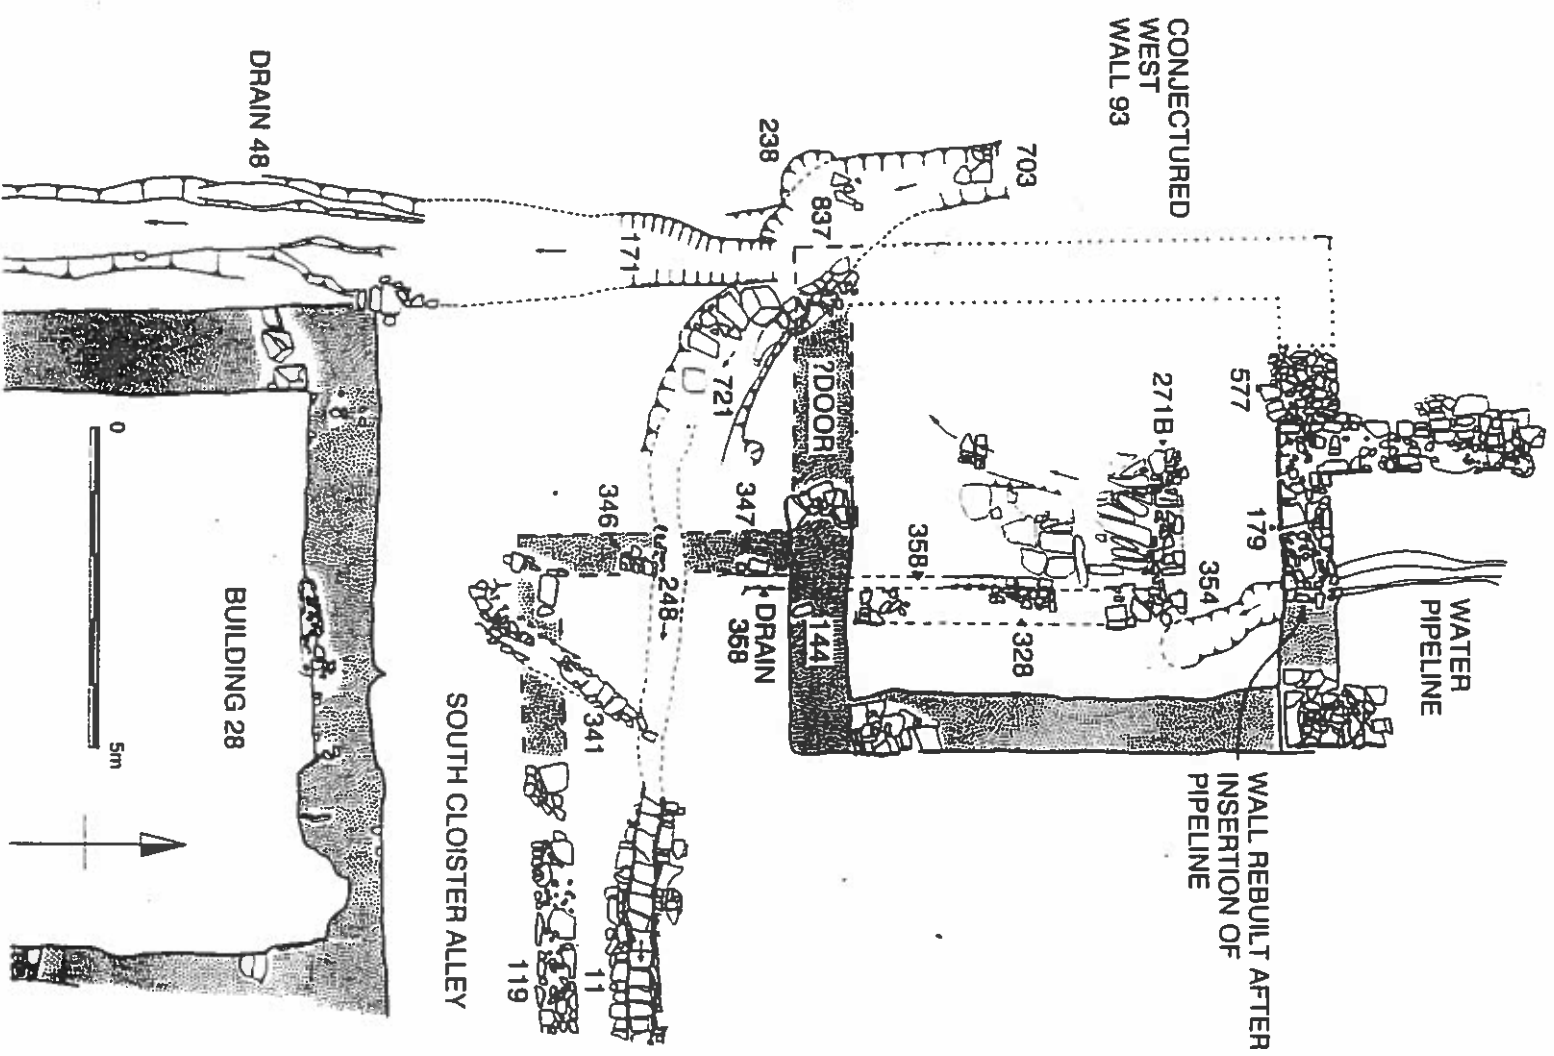 CONJECTURED
WEST
WALL 93
703
238
837
DRAIN 48
171
?DOOR
721
577
271B
179
354
WATER
PIPELINE
358
347
346
248
DRAIN
368
144
328
341
WALL REBUILT AFTER
INSERTION OF
PIPELINE
SOUTH CLOISTER ALLEY
BUILDING 28
11
119
0
5m